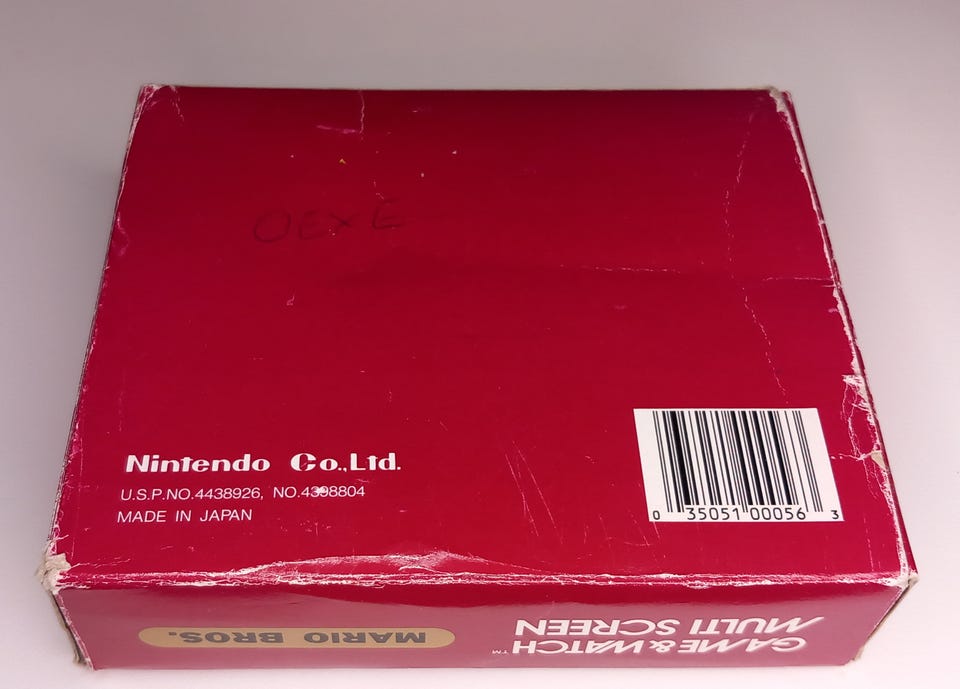 OEXE
Nintendo Co.,Ltd.
U.S.P.NO.4438926, NO.4398804
MADE IN JAPAN
0 35051 00056 3
GAME & WATCH™
MULTI SCREEN
MARIO BROS.